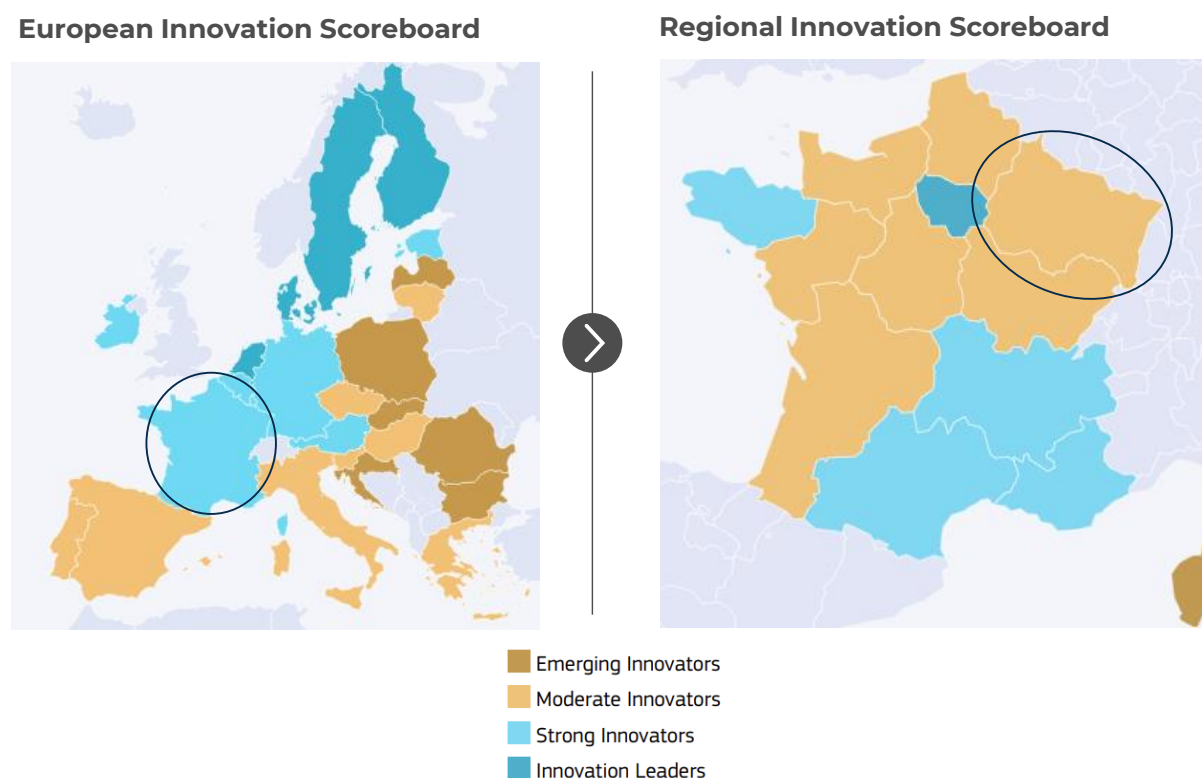 European Innovation Scoreboard
Regional Innovation Scoreboard
Emerging Innovators
Moderate Innovators
Strong Innovators
Innovation Leaders